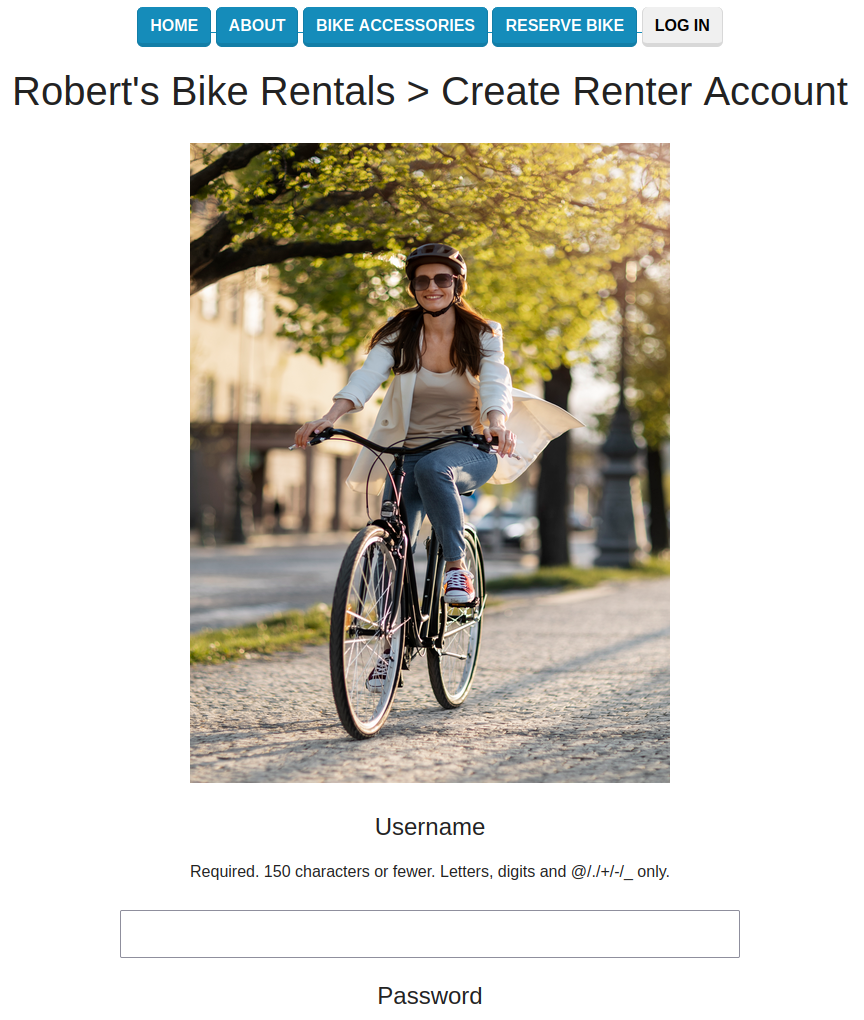 HOME ABOUT BIKE ACCESSORIES RESERVE BIKE LOG IN
Robert's Bike Rentals > Create Renter Account
Username
Required. 150 characters or fewer. Letters, digits and @/./+/-/_ only.
Password